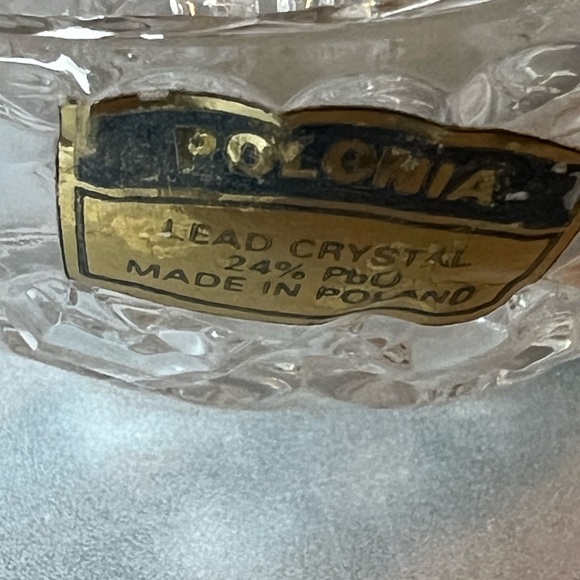 POLONIA
LEAD CRYSTAL
24% PbO
MADE IN POLAND